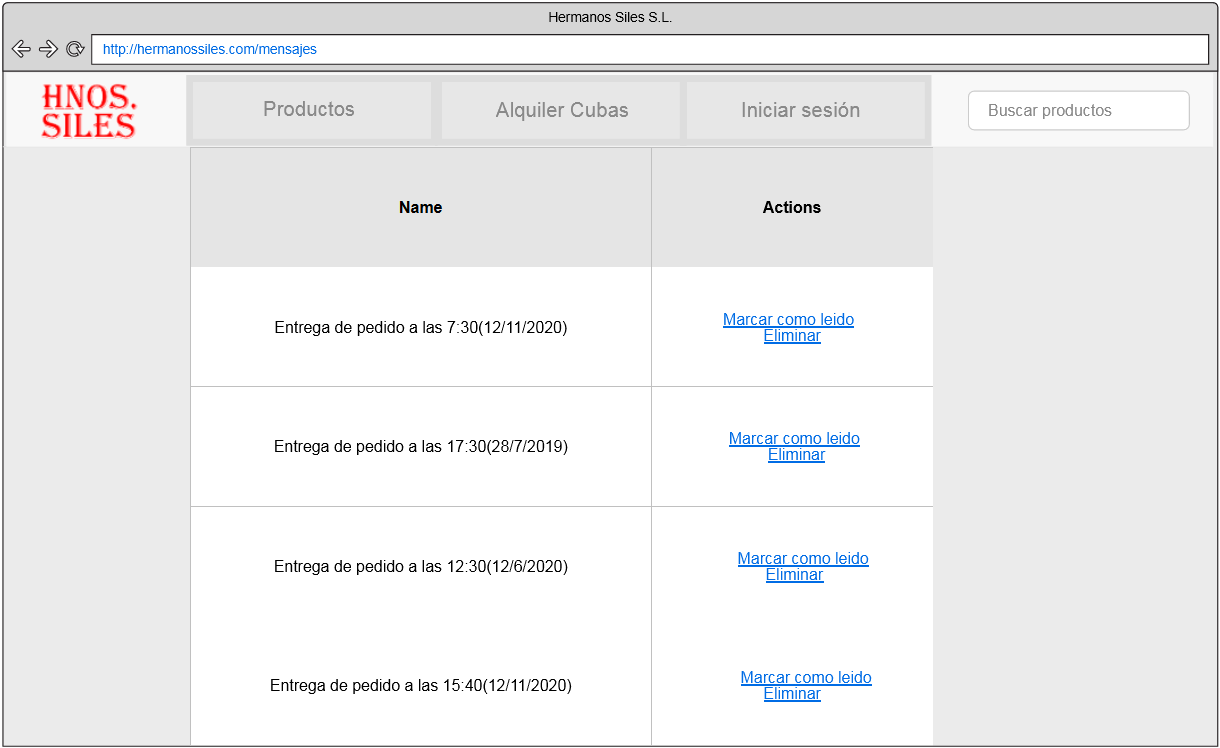 Hermanos Siles S.L.
http://hermanossiles.com/mensajes
HNOS.
SILES
Productos
Alquiler Cubas
Iniciar sesión
Buscar productos
Name
Actions
Entrega de pedido a las 7:30(12/11/2020)
Marcar como leido
Eliminar
Entrega de pedido a las 17:30(28/7/2019)
Marcar como leido
Eliminar
Entrega de pedido a las 12:30(12/6/2020)
Marcar como leido
Eliminar
Entrega de pedido a las 15:40(12/11/2020)
Marcar como leido
Eliminar